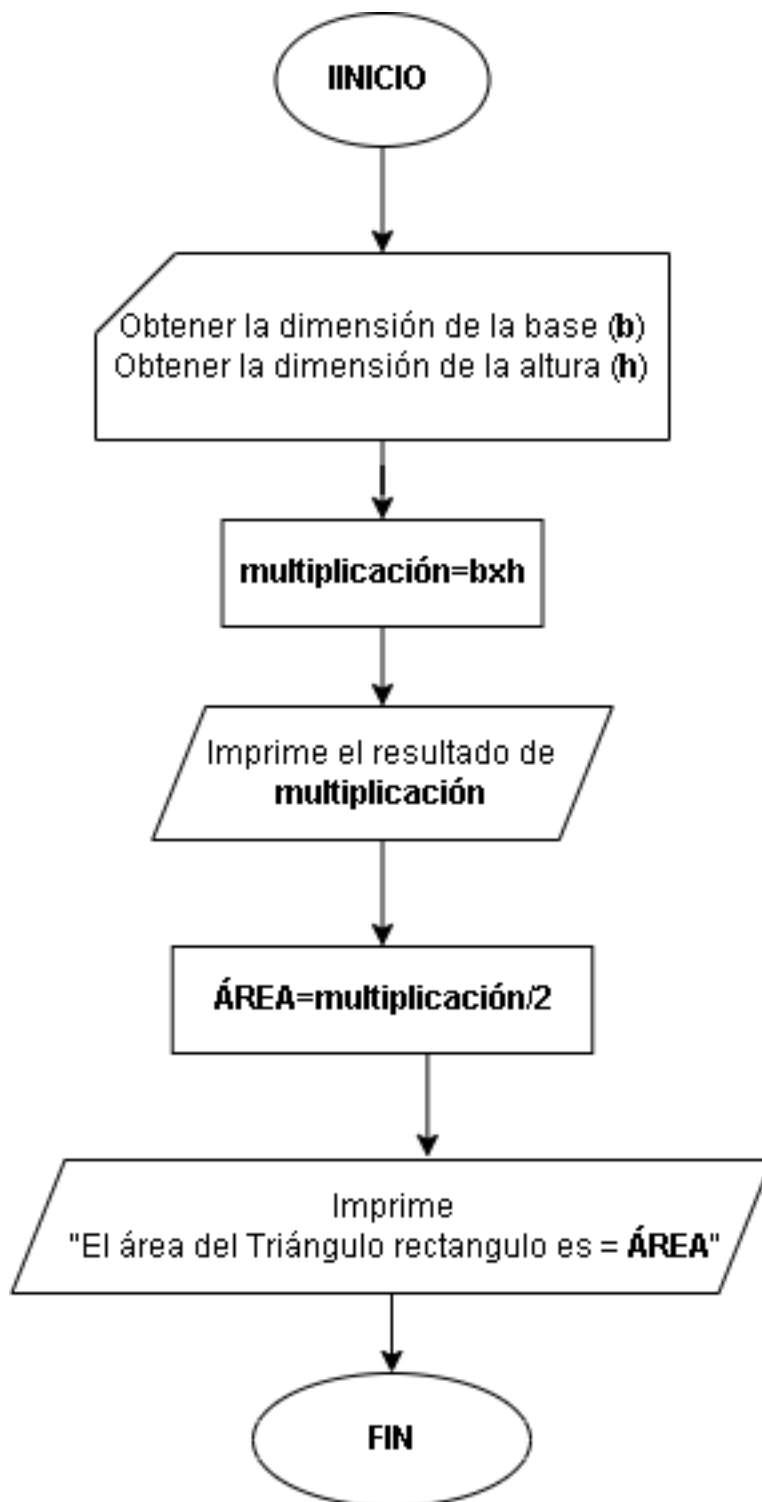 IINICIO
Obtener la dimensión de la base (b)
Obtener la dimensión de la altura (h)
multiplicación=bxh
Imprime el resultado de
multiplicación
ÁREA=multiplicación/2
Imprime
"El área del Triángulo rectangulo es = ÁREA"
FIN